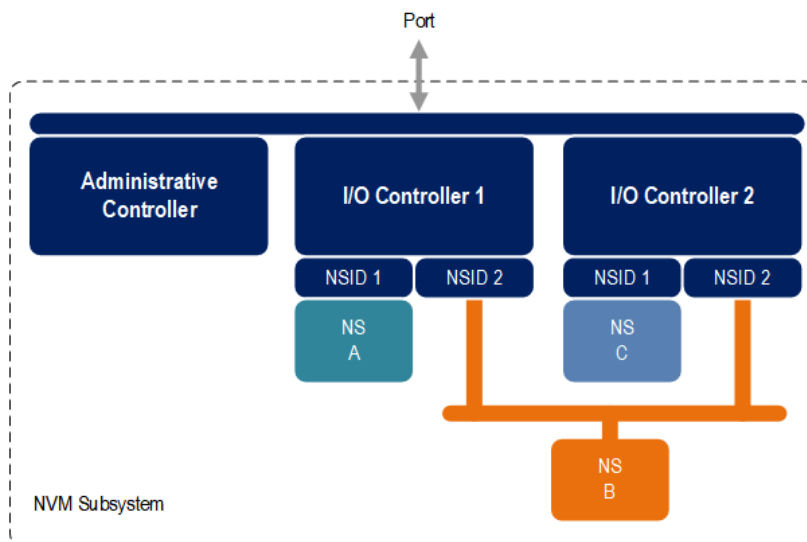 Port
Administrative
Controller
I/O Controller 1
I/O Controller 2
NSID 1
NSID 2
NSID 1
NSID 2
NS
A
NS
C
NS
B
NVM Subsystem